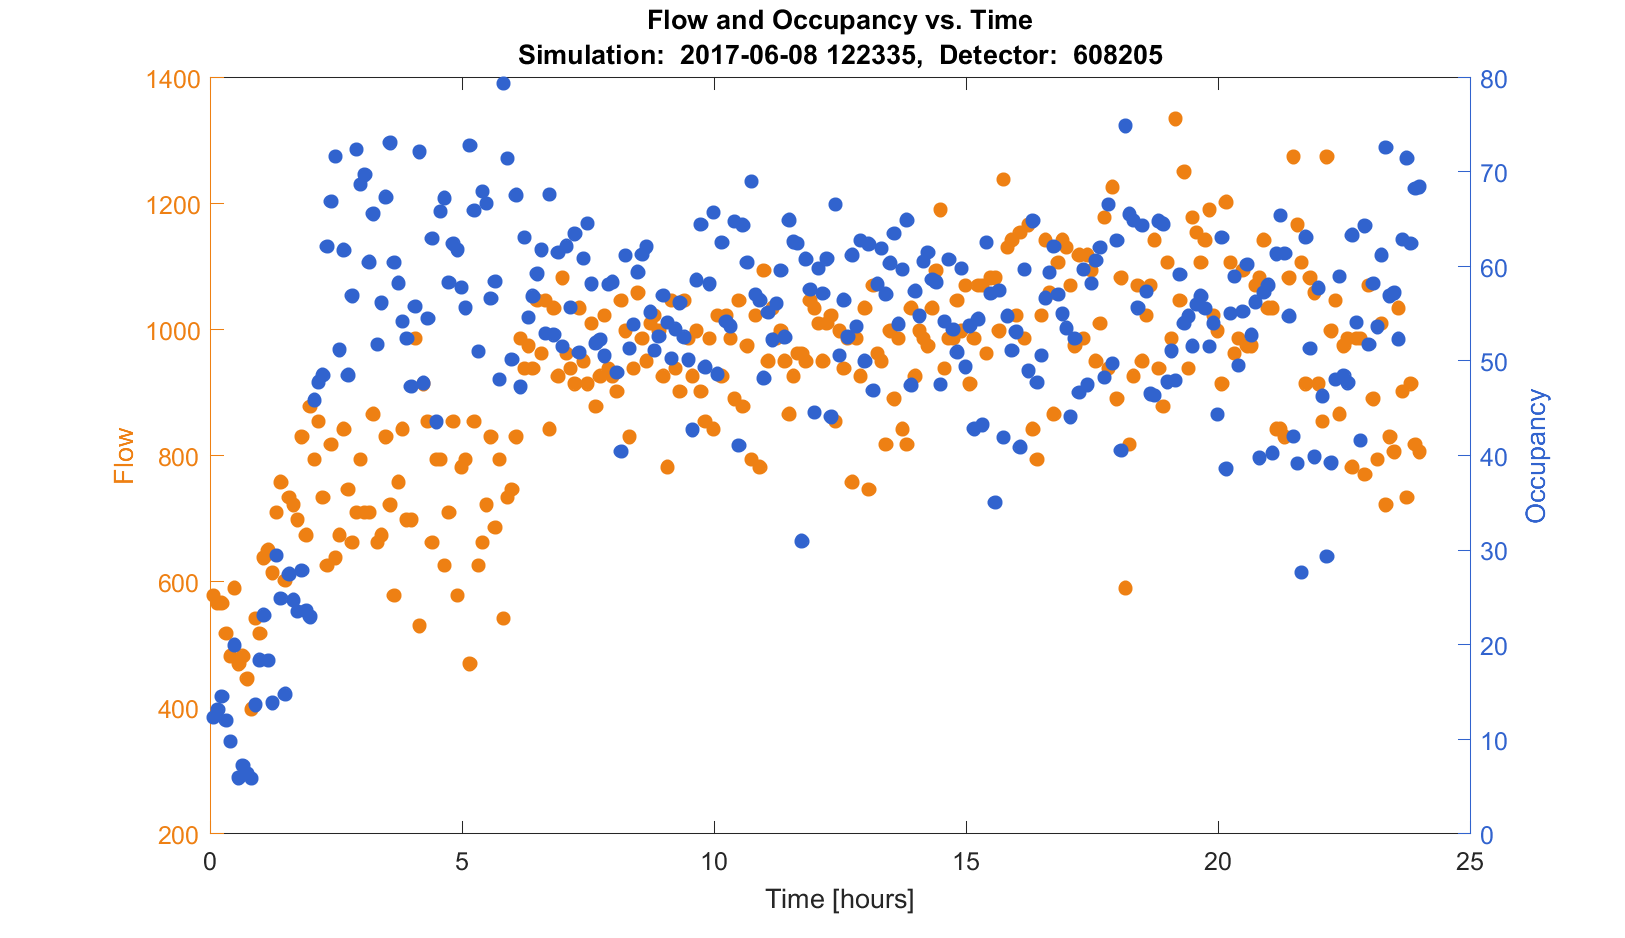 Flow and Occupancy vs. Time
Simulation:  2017-06-08 122335,  Detector:  608205
1400
1200
1000
800
600
400
200
Flow
80
70
60
50
40
30
20
10
0
Occupancy
0 5 10 15 20 25
Time [hours]